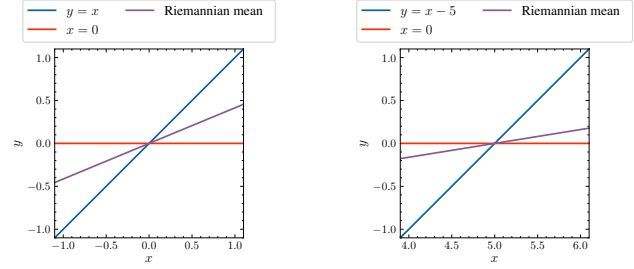 y = x
Riemannian mean
x = 0
1.0
0.5
0.0
−0.5
−1.0
y
−1.0 −0.5 0.0 0.5 1.0
x
y = x − 5
Riemannian mean
x = 0
1.0
0.5
0.0
−0.5
−1.0
y
4.0 4.5 5.0 5.5 6.0
x